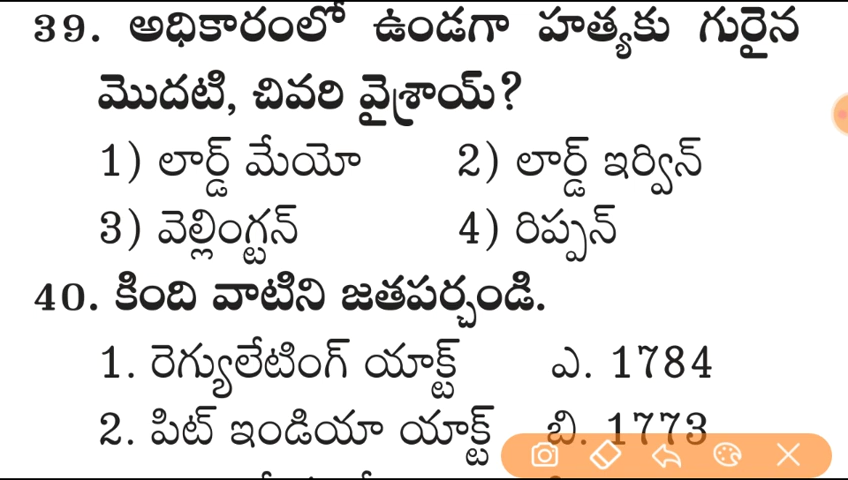 39. అధికారంలో ఉండగా హత్యకు గురైన
మొదటి, చివరి వైశ్రాయ్?
1) లార్డ్ మేయో 2) లార్డ్ ఇర్విన్
3) వెల్లింగ్టన్ 4) రిప్పన్
40. కింది వాటిని జతపర్చండి.
1. రెగ్యులేటింగ్ యాక్ట్ ఎ. 1784
2. పిట్ ఇండియా యాక్ట్ బి. 1773